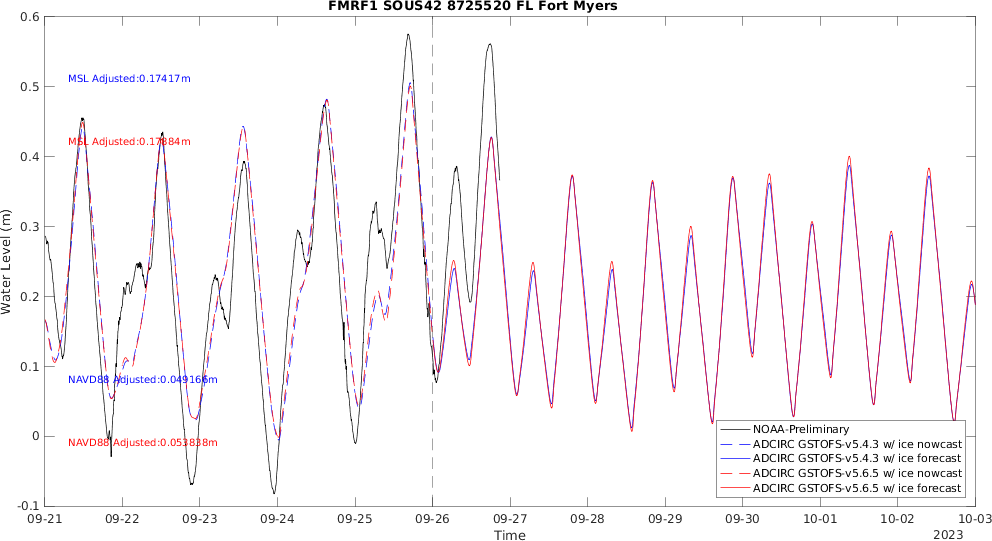 FMRF1 SOUS42 8725520 FL Fort Myers
0.6
0.5
0.4
0.3
0.2
0.1
0
-0.1
Water Level (m)
MSL Adjusted:0.17417m
MSL Adjusted:0.17884m
NAVD88 Adjusted:0.049166m
NAVD88 Adjusted:0.053838m
NOAA-Preliminary
ADCIRC GSTOFS-v5.4.3 w/ ice nowcast
ADCIRC GSTOFS-v5.4.3 w/ ice forecast
ADCIRC GSTOFS-v5.6.5 w/ ice nowcast
ADCIRC GSTOFS-v5.6.5 w/ ice forecast
09-21 09-22 09-23 09-24 09-25 09-26 09-27 09-28 09-29 09-30 10-01 10-02 10-03
Time
2023